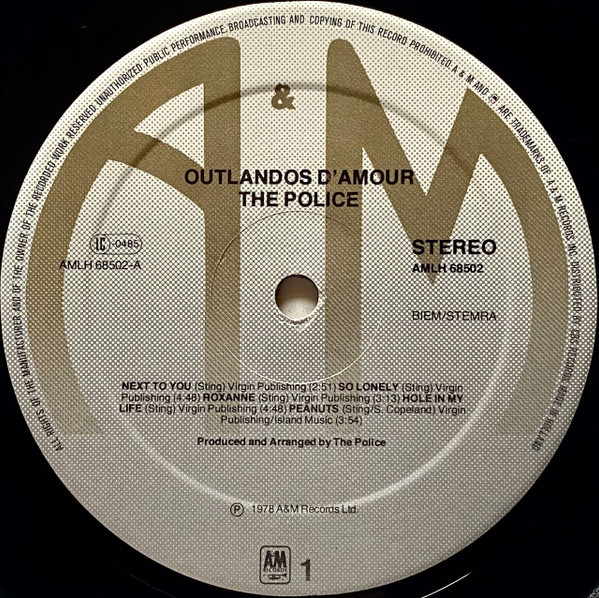 ALL RIGHTS OF THE MANUFACTURER AND OF THE OWNER OF THE RECORDED WORK RESERVED UNAUTHORIZED PUBLIC PERFORMANCE, BROADCASTING AND COPYING OF THIS RECORD PROHIBITED A & M AND ARE TRADEMARKS OF A & M RECORDS INC. DISTRIBUTED BY CBS RECORDS. MADE IN HOLLAND
A&M
OUTLANDOS D'AMOUR
THE POLICE
LC-0485
AMLH 68502-A
STEREO
AMLH 68502
BIEM/STEMRA
NEXT TO YOU (Sting) Virgin Publishing (2:51) SO LONELY (Sting) Virgin
Publishing (4.48) ROXANNE (Sting) Virgin Publishing (3:13) HOLE IN MY
LIFE (Sting) Virgin Publishing (4:48) PEANUTS (Sting/S. Copeland) Virgin
Publishing/Island Music (3:54)
Produced and Arranged by The Police
℗ 1978 A&M Records Ltd.
A&M
RECORDS
1